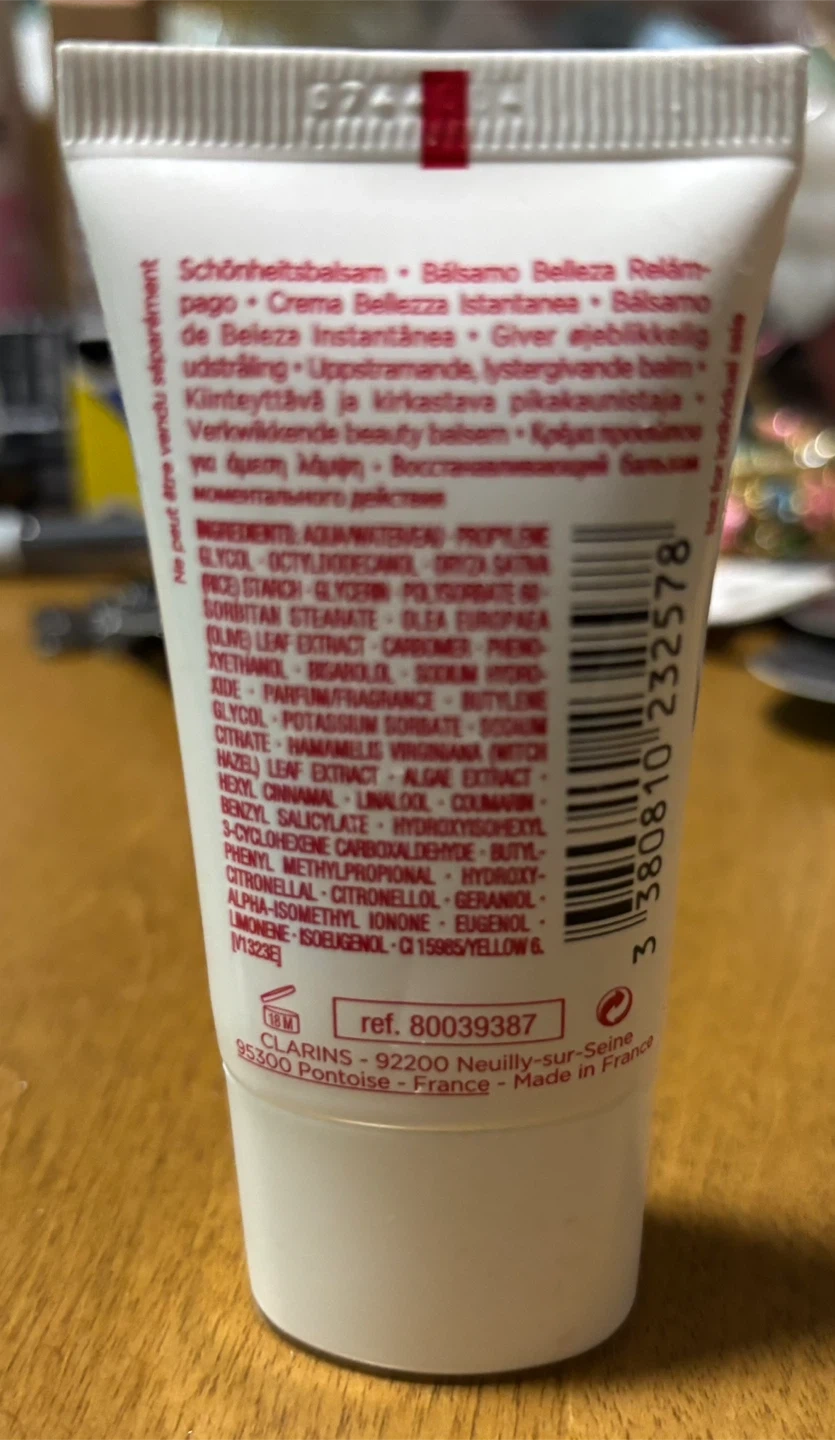 Schönheitsbalsam • Bálsamo Belleza Relám-
pago • Crema Bellezza Istantanea • Bálsamo
de Beleza Instantânea • Giver øjeblikkelig
udstråling • Uppstramande, lystergivande balm •
Kiinteyttävä ja kirkastava pikakaunistaja •
Verkwikkende beauty balsem • Κρέμα προσώπου
για άμεση λάμψη • Восстанавливающий бальзам
моментального действия
Ne peut être vendu séparément
Not for individual sale
INGREDIENTS: AQUA/WATER/EAU · PROPYLENE
GLYCOL · OCTYLDODECANOL · ORYZA SATIVA
(RICE) STARCH · GLYCERIN · POLYSORBATE 60 ·
SORBITAN STEARATE · OLEA EUROPAEA
(OLIVE) LEAF EXTRACT · CARBOMER · PHENO-
XYETHANOL · BISABOLOL · SODIUM HYDRO-
XIDE · PARFUM/FRAGRANCE · BUTYLENE
GLYCOL · POTASSIUM SORBATE · SODIUM
CITRATE · HAMAMELIS VIRGINIANA (WITCH
HAZEL) LEAF EXTRACT · ALGAE EXTRACT ·
HEXYL CINNAMAL · LINALOOL · COUMARIN ·
BENZYL SALICYLATE · HYDROXYISOHEXYL
3-CYCLOHEXENE CARBOXALDEHYDE · BUTYL-
PHENYL METHYLPROPIONAL · HYDROXY-
CITRONELLAL · CITRONELLOL · GERANIOL ·
ALPHA-ISOMETHYL IONONE · EUGENOL ·
LIMONENE · ISOEUGENOL · CI 15985/YELLOW 6.
[V1323E]
3 380810 232578
18 M
ref. 80039387
CLARINS - 92200 Neuilly-sur-Seine
95300 Pontoise - France - Made in France